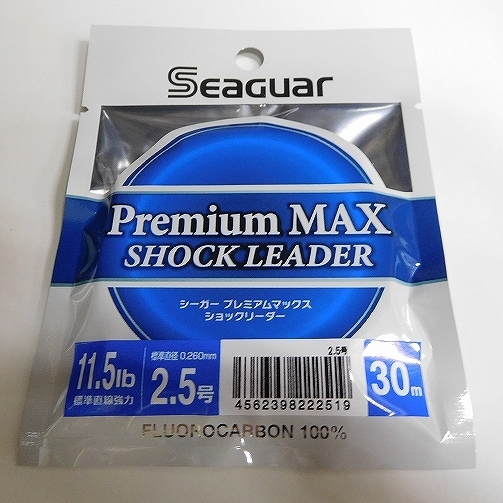 SEAGUAR
Premium MAX
SHOCK LEADER
シーガー プレミアムマックス
ショックリーダー
11.5lb
標準直線強力
標準直径 0.260mm
2.5号
2.5号
4562398222519
30m
FLUOROCARBON 100%